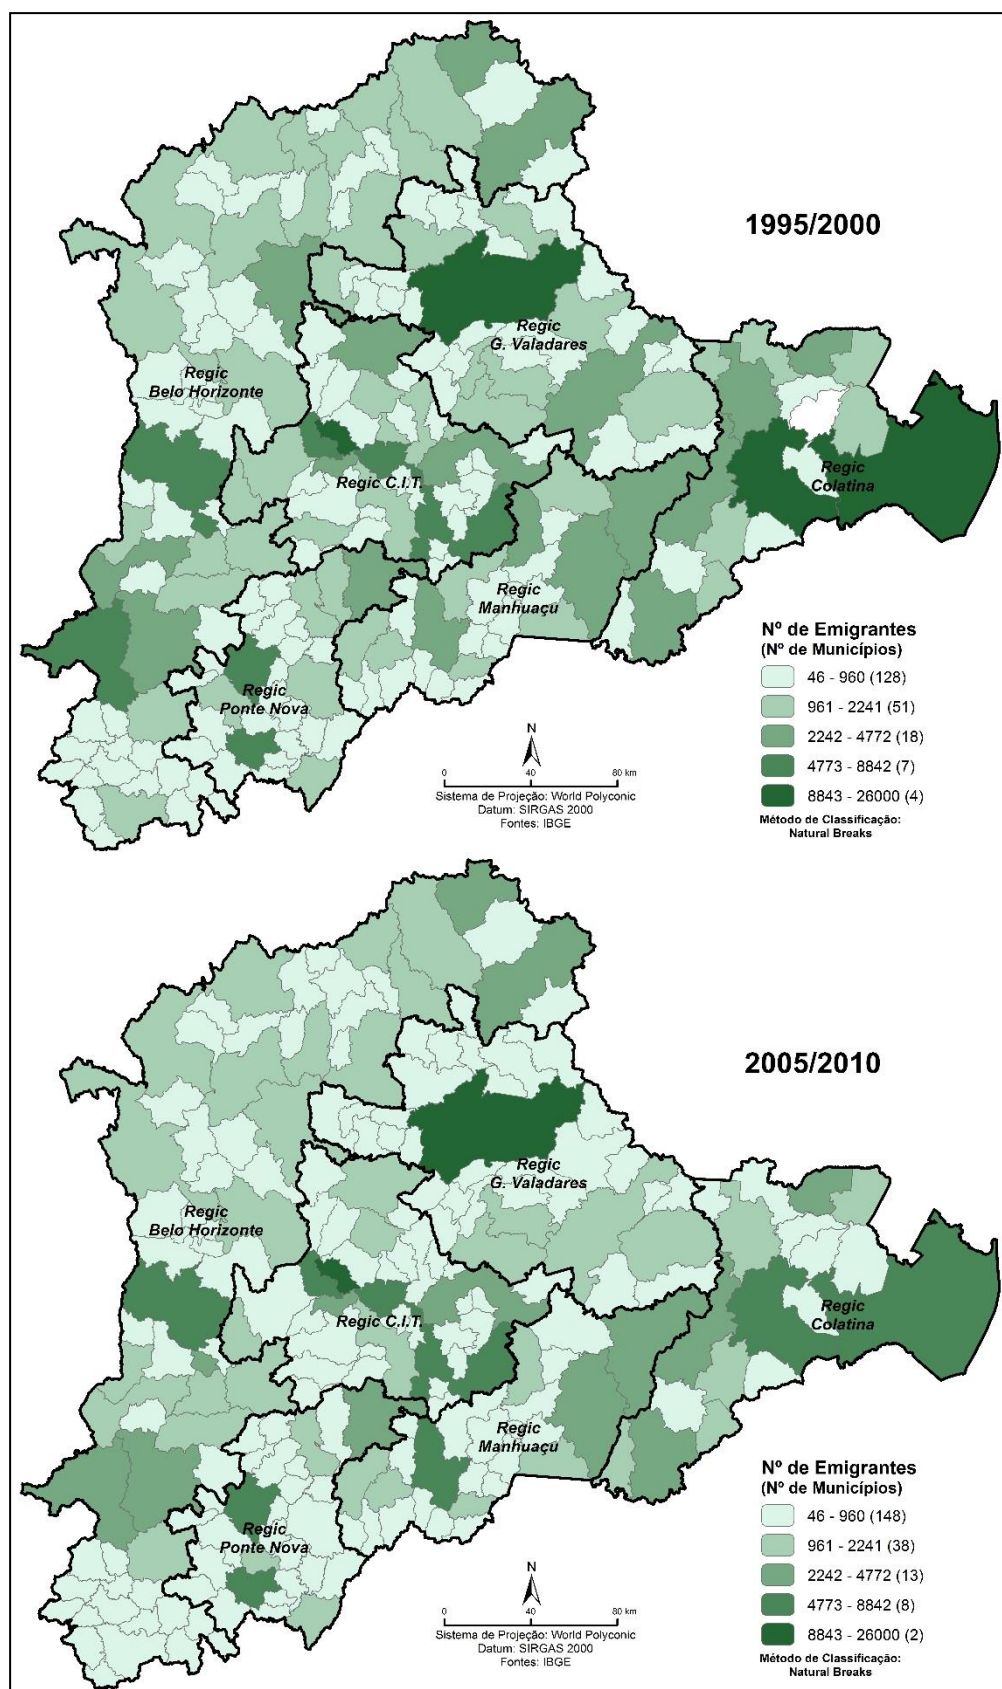 1995/2000
Regic
G. Valadares
Regic
Belo Horizonte
Regic
Colatina
Regic C.I.T.
Regic
Manhuaçù
Regic
Ponte Nova
Nº de Emigrantes
(Nº de Municípios)
46 - 960 (128)
961 - 2241 (51)
2242 - 4772 (18)
4773 - 8842 (7)
8843 - 26000 (4)
Método de Classificação:
Natural Breaks
N
0 40 80 km
Sistema de Projeção: World Polyconic
Datum: SIRGAS 2000
Fontes: IBGE
2005/2010
Regic
G. Valadares
Regic
Belo Horizonte
Regic
Colatina
Regic C.I.T.
Regic
Manhuaçù
Regic
Ponte Nova
Nº de Emigrantes
(Nº de Municípios)
46 - 960 (148)
961 - 2241 (38)
2242 - 4772 (13)
4773 - 8842 (8)
8843 - 26000 (2)
Método de Classificação:
Natural Breaks
N
0 40 80 km
Sistema de Projeção: World Polyconic
Datum: SIRGAS 2000
Fontes: IBGE